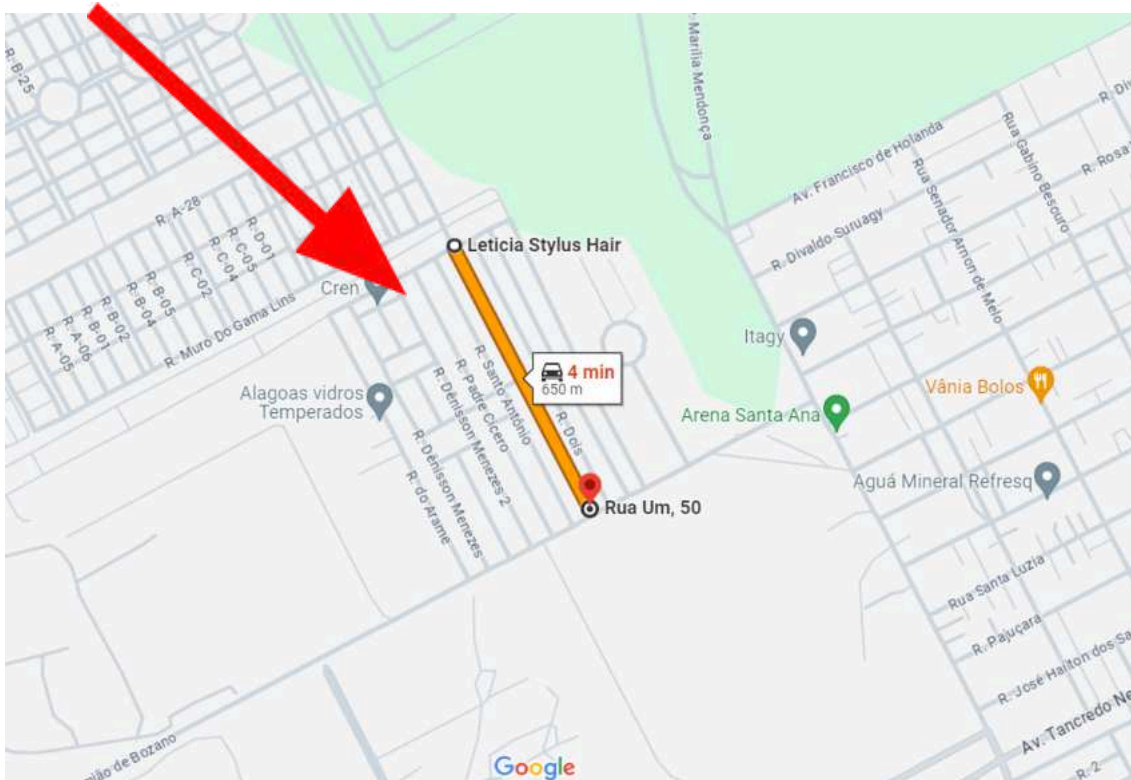 R. B-25
Marília Mendonça
Av. Francisco de Holanda
Rua Gabino Besouro
R. Rosa
Rua Senador Arnon de Melo
R. Divaldo Suruagy
R. A-28
R. D-01
R. C-05
R. C-04
R. C-02
R. B-05
R. B-04
R. B-02
R. B-01
R. A-06
R. A-05
Leticia Stylus Hair
Cren
R. Muro Do Gama Lins
Itagy
4 min
650 m
Alagoas vidros
Temperados
R. Santo Antônio
R. Padre Cícero
R. Dênisson Menezes 2
R. Dois
Vânia Bolos
Arena Santa Ana
R. Dênisson Menezes
R. do Arame
Aguá Mineral Refresq
Rua Um, 50
Rua Santa Luzia
R. Pajuçara
R. José Hailton dos Sa
Av. Tancredo Ne
mião de Bozano
Google
R. 2